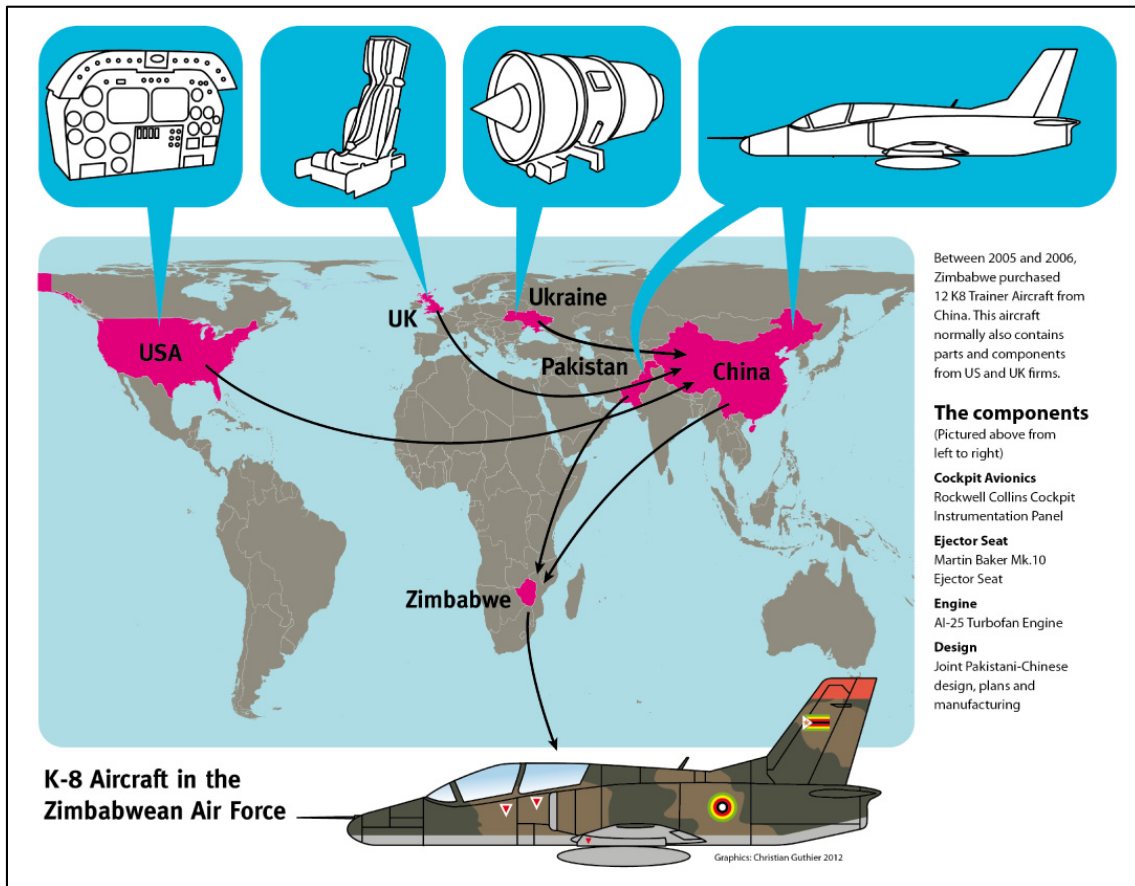 USA
UK
Ukraine
Pakistan
China
Zimbabwe
Between 2005 and 2006,
Zimbabwe purchased
12 K8 Trainer Aircraft from
China. This aircraft
normally also contains
parts and components
from US and UK firms.
The components
(Pictured above from
left to right)
Cockpit Avionics
Rockwell Collins Cockpit
Instrumentation Panel
Ejector Seat
Martin Baker Mk.10
Ejector Seat
Engine
AI-25 Turbofan Engine
Design
Joint Pakistani-Chinese
design, plans and
manufacturing
K-8 Aircraft in the
Zimbabwean Air Force
Graphics: Christian Guthier 2012